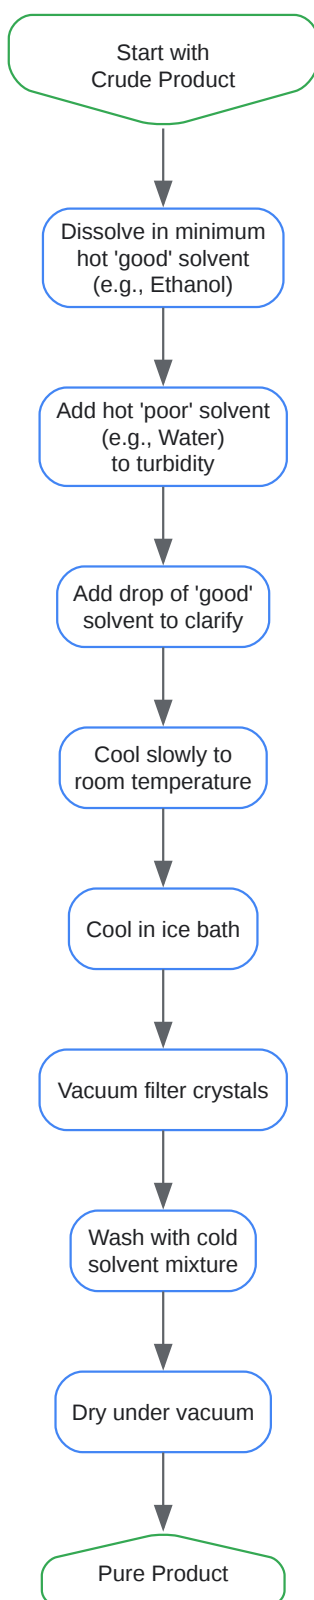 Start with
Crude Product
Dissolve in minimum
hot 'good' solvent
(e.g., Ethanol)
Add hot 'poor' solvent
(e.g., Water)
to turbidity
Add drop of 'good'
solvent to clarify
Cool slowly to
room temperature
Cool in ice bath
Vacuum filter crystals
Wash with cold
solvent mixture
Dry under vacuum
Pure Product